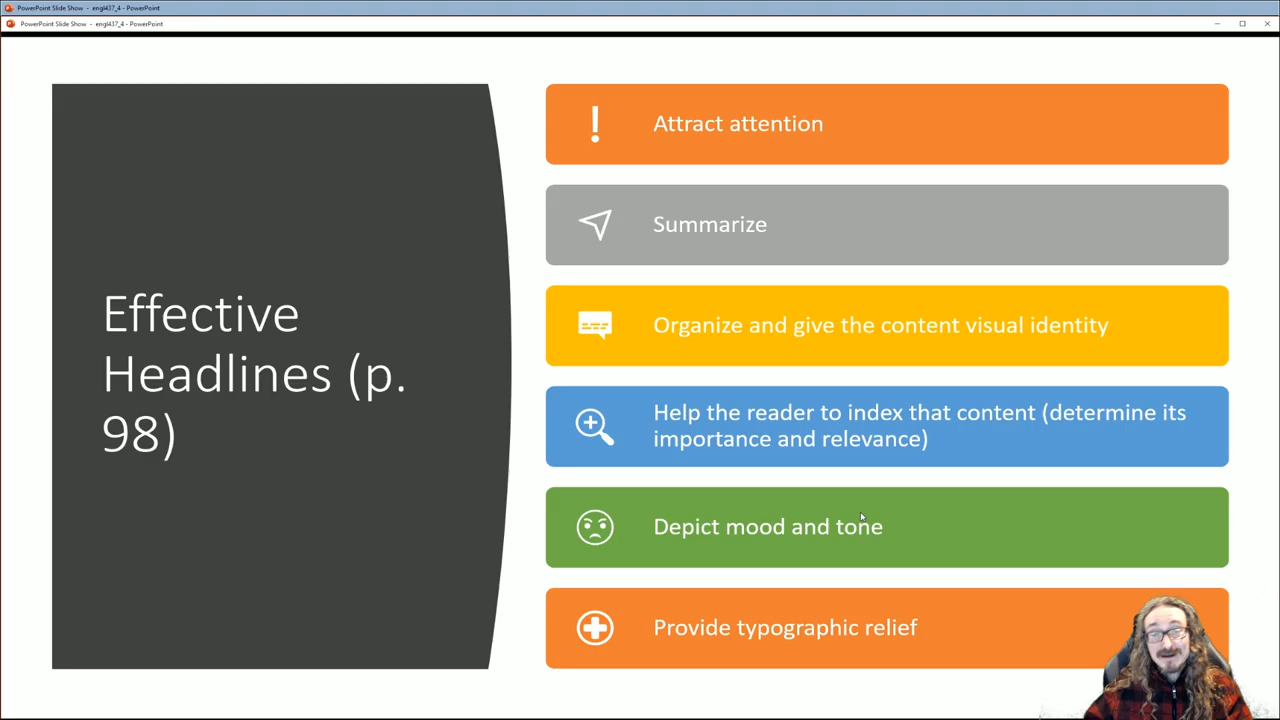 PowerPoint Slide Show - engl437_4 - PowerPoint
PowerPoint Slide Show - engl437_4 - PowerPoint
Effective
Headlines (p.
98)
Attract attention
Summarize
Organize and give the content visual identity
Help the reader to index that content (determine its
importance and relevance)
Depict mood and tone
Provide typographic relief